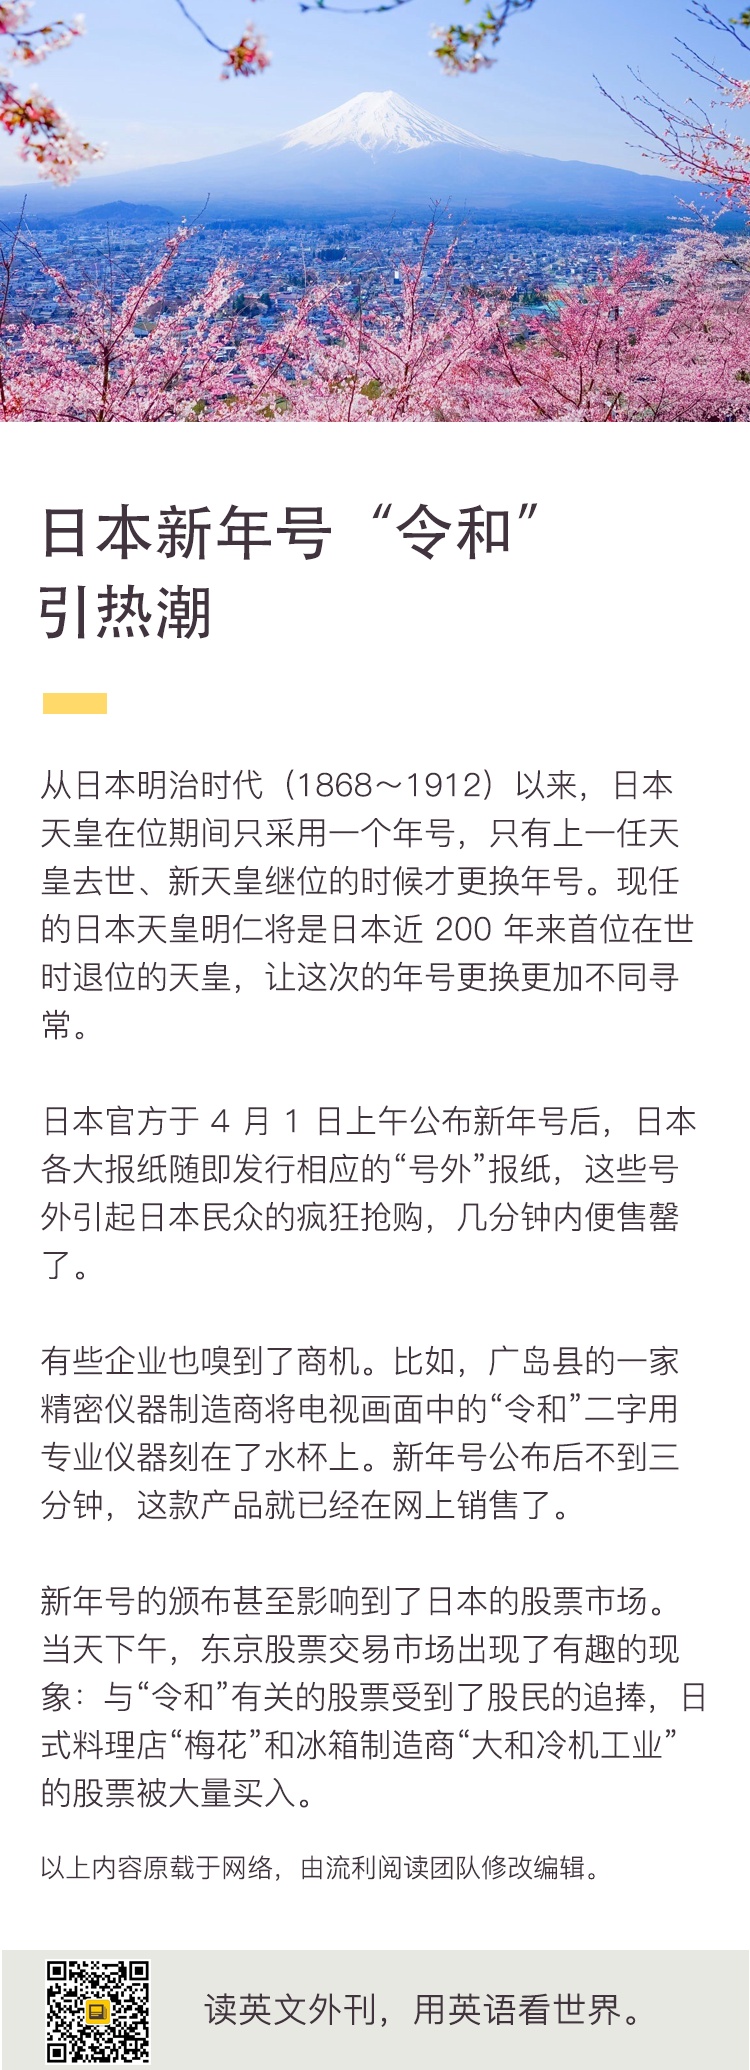 日本新年号“令和”
引热潮
从日本明治时代（1868～1912）以来，日本
天皇在位期间只采用一个年号，只有上一任天
皇去世、新天皇继位的时候才更换年号。现任
的日本天皇明仁将是日本近 200 年来首位在世
时退位的天皇，让这次的年号更换更加不同寻
常。
日本官方于 4 月 1 日上午公布新年号后，日本
各大报纸随即发行相应的“号外”报纸，这些号
外引起日本民众的疯狂抢购，几分钟内便售罄
了。
有些企业也嗅到了商机。比如，广岛县的一家
精密仪器制造商将电视画面中的“令和”二字用
专业仪器刻在了水杯上。新年号公布后不到三
分钟，这款产品就已经在网上销售了。
新年号的颁布甚至影响到了日本的股票市场。
当天下午，东京股票交易市场出现了有趣的现
象：与“令和”有关的股票受到了股民的追捧，日
式料理店“梅花”和冰箱制造商“大和冷机工业”
的股票被大量买入。
以上内容原载于网络，由流利阅读团队修改编辑。
读英文外刊，用英语看世界。